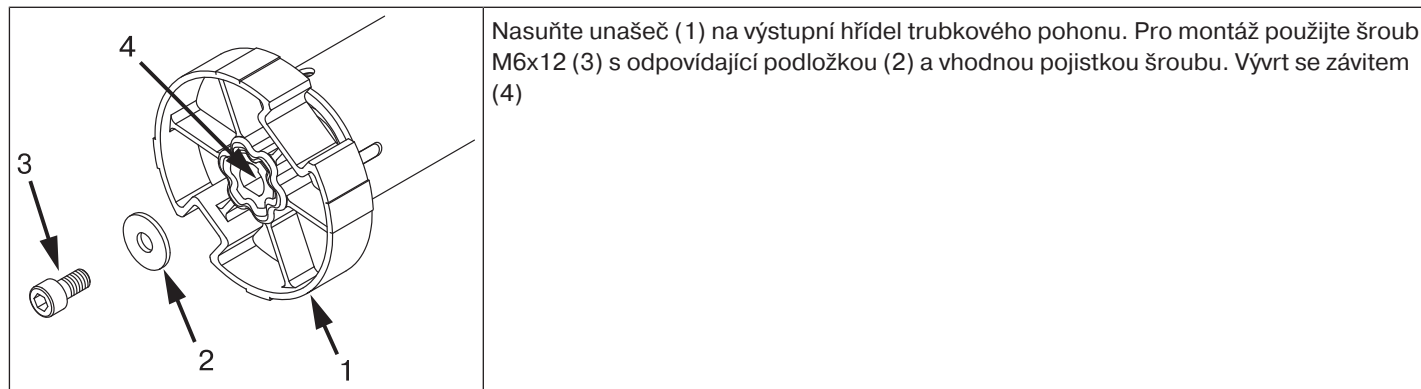 4
3
2
1
Nasuňte unašeč (1) na výstupní hřídel trubkového pohonu. Pro montáž použijte šroub
M6x12 (3) s odpovídající podložkou (2) a vhodnou pojistkou šroubu. Vývrt se závitem
(4)